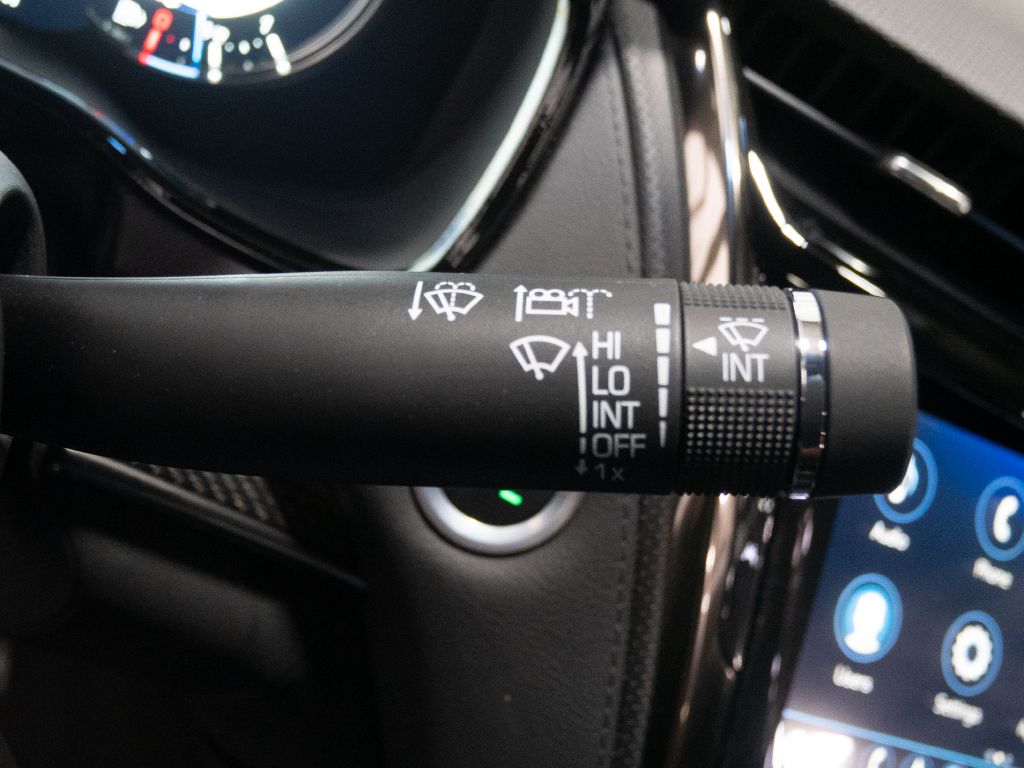 HI
LO
INT
OFF
1x
INT
Audio
Phone
Users
Settings